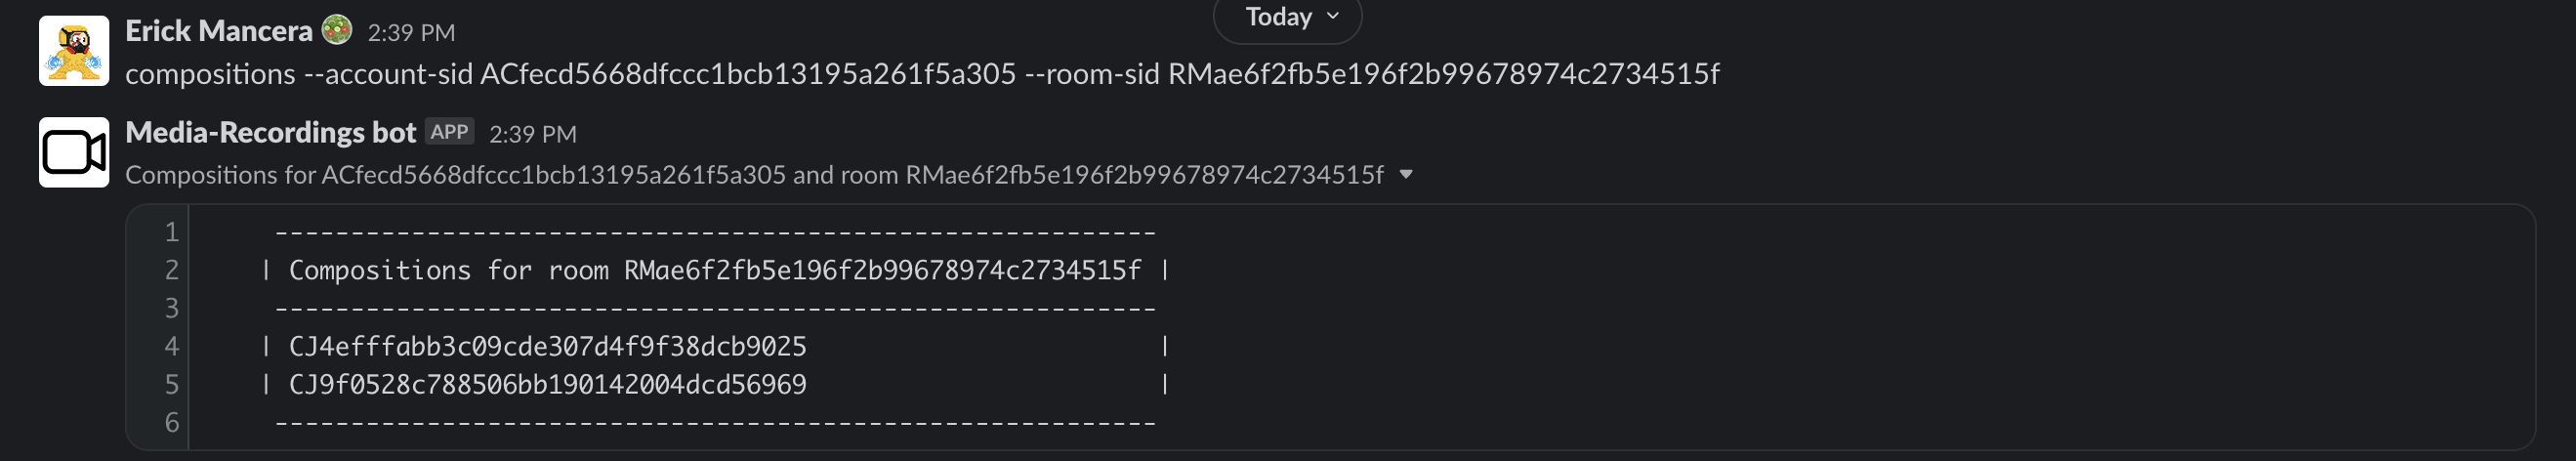 Today
Erick Mancera 2:39 PM
compositions --account-sid ACfecd5668dfccc1bcb13195a261f5a305 --room-sid RMae6f2fb5e196f2b99678974c2734515f
Media-Recordings bot APP 2:39 PM
Compositions for ACfecd5668dfccc1bcb13195a261f5a305 and room RMae6f2fb5e196f2b99678974c2734515f
1 ----------------------------------------------------------
2 | Compositions for room RMae6f2fb5e196f2b99678974c2734515f |
3 ----------------------------------------------------------
4 | CJ4efffabb3c09cde307d4f9f38dcb9025 |
5 | CJ9f0528c788506bb190142004dcd56969 |
6 ----------------------------------------------------------